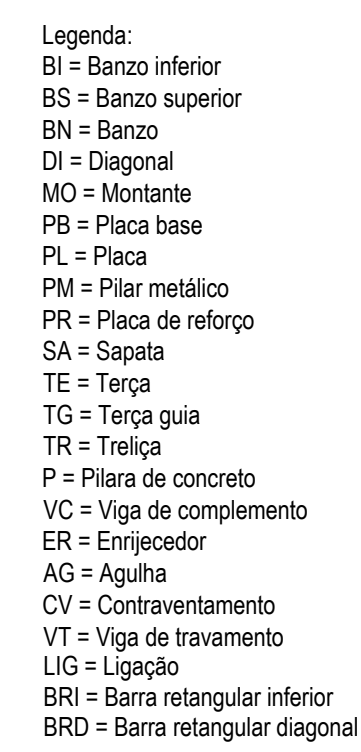 Legenda:
BI = Banzo inferior
BS = Banzo superior
BN = Banzo
DI = Diagonal
MO = Montante
PB = Placa base
PL = Placa
PM = Pilar metálico
PR = Placa de reforço
SA = Sapata
TE = Terça
TG = Terça guia
TR = Treliça
P = Pilara de concreto
VC = Viga de complemento
ER = Enrijecedor
AG = Agulha
CV = Contraventamento
VT = Viga de travamento
LIG = Ligação
BRI = Barra retangular inferior
BRD = Barra retangular diagonal